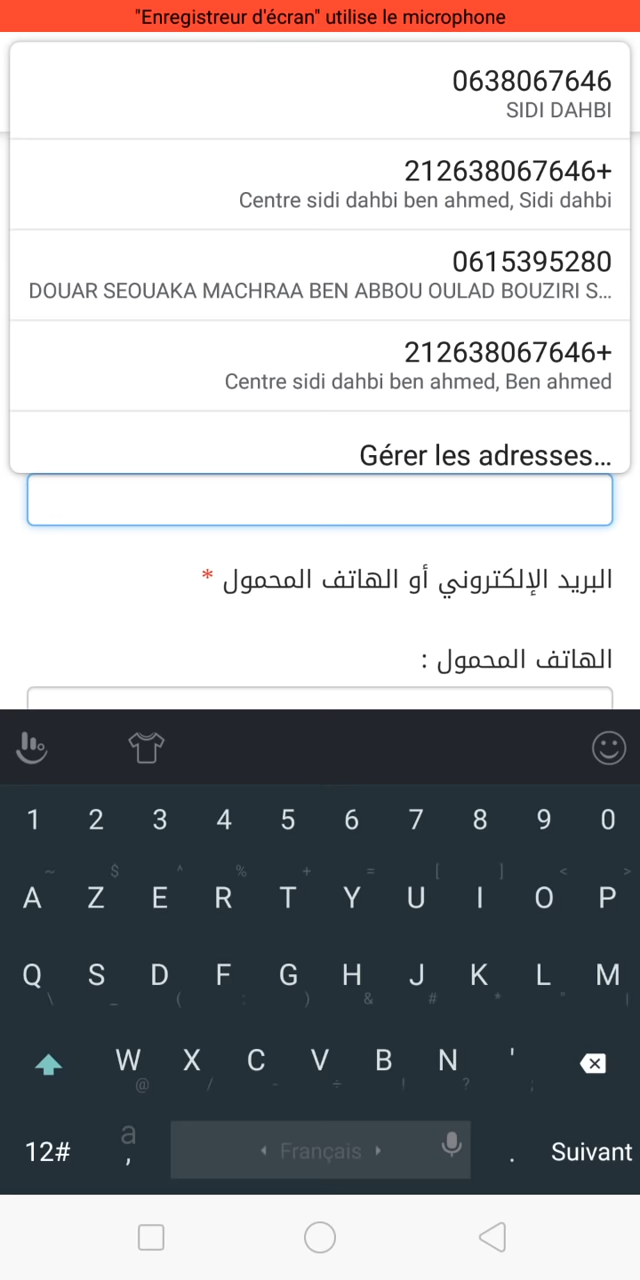 "Enregistreur d'écran" utilise le microphone
0638067646
SIDI DAHBI
212638067646+
Centre sidi dahbi ben ahmed, Sidi dahbi
0615395280
DOUAR SEOUAKA MACHRAA BEN ABBOU OULAD BOUZIRI S...
212638067646+
Centre sidi dahbi ben ahmed, Ben ahmed
Gérer les adresses...
البريد الإلكتروني أو الهاتف المحمول *
الهاتف المحمول :
1 2 3 4 5 6 7 8 9 0
~ $ ^ % + = [ ] < >
A Z E R T Y U I O P
Q S D F G H J K L M
\ _ ( : ) & # * " |
W X C V B N '
@ / - ÷ ! ? ;
12# a , Français . Suivant